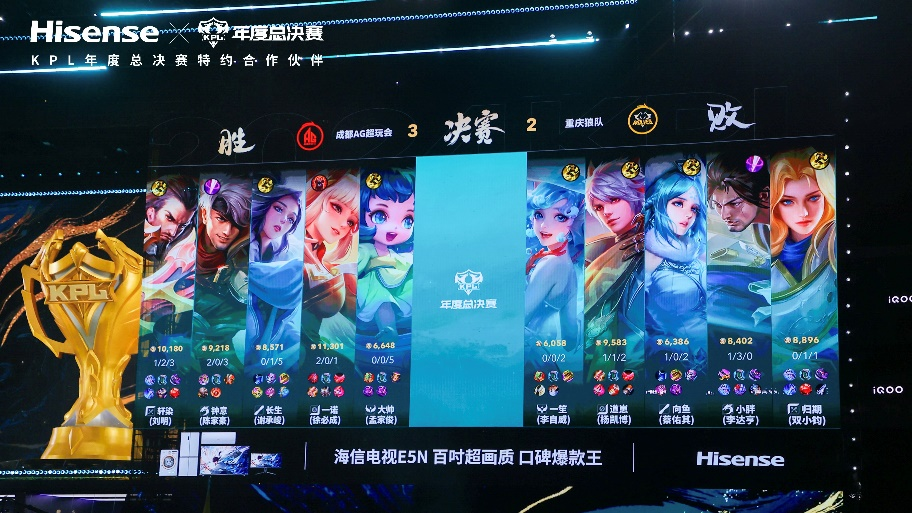 Hisense × KPL 年度总决赛
KPL年度总决赛特约合作伙伴
胜 AG 成都AG超玩会 3 决赛 2 重庆狼队 WOLVES 败
KPL
KPL
年度总决赛
10,180 9,218 8,571 11,301 6,648 6,058 9,583 6,386 8,402 8,896
1/2/3 2/0/3 0/1/5 2/0/1 0/0/5 0/0/2 1/1/2 1/0/2 1/3/0 0/1/1
轩染 钟意 长生 一诺 大帅 一笙 道崽 向鱼 小胖 归期
(刘明) (陈家豪) (谢承峻) (徐必成) (孟家俊) (李自威) (杨凯博) (蔡佑其) (李达亨) (双小钧)
iQOO
iQOO
海信电视E5N 百吋超画质 口碑爆款王
Hisense